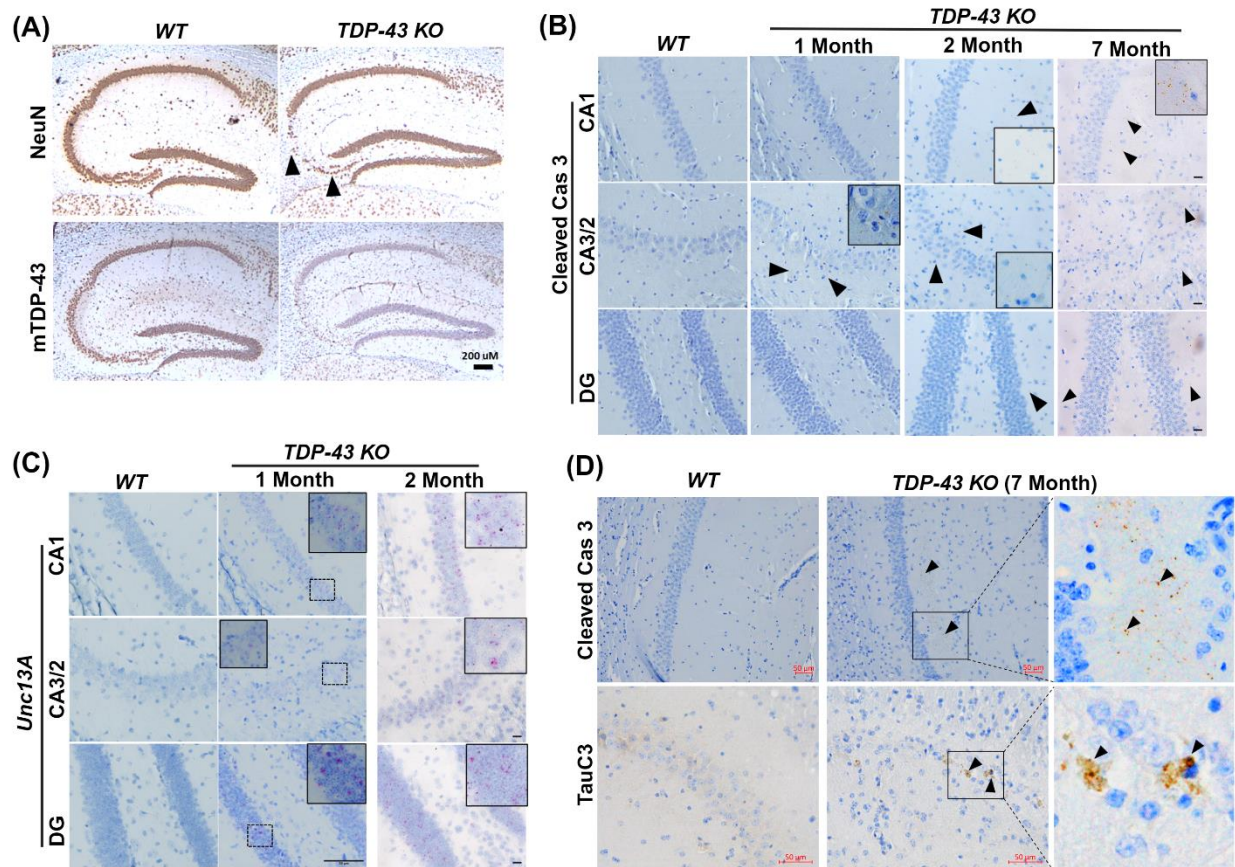 (A)
WT TDP-43 KO
NeuN
mTDP-43
200 uM
(B)
TDP-43 KO
WT 1 Month 2 Month 7 Month
Cleaved Cas 3
CA1
CA3/2
DG
(C)
TDP-43 KO
WT 1 Month 2 Month
Unc13A
CA1
CA3/2
DG
(D)
WT TDP-43 KO (7 Month)
Cleaved Cas 3
50 µm 50 µm
TauC3
50 µm 50 µm